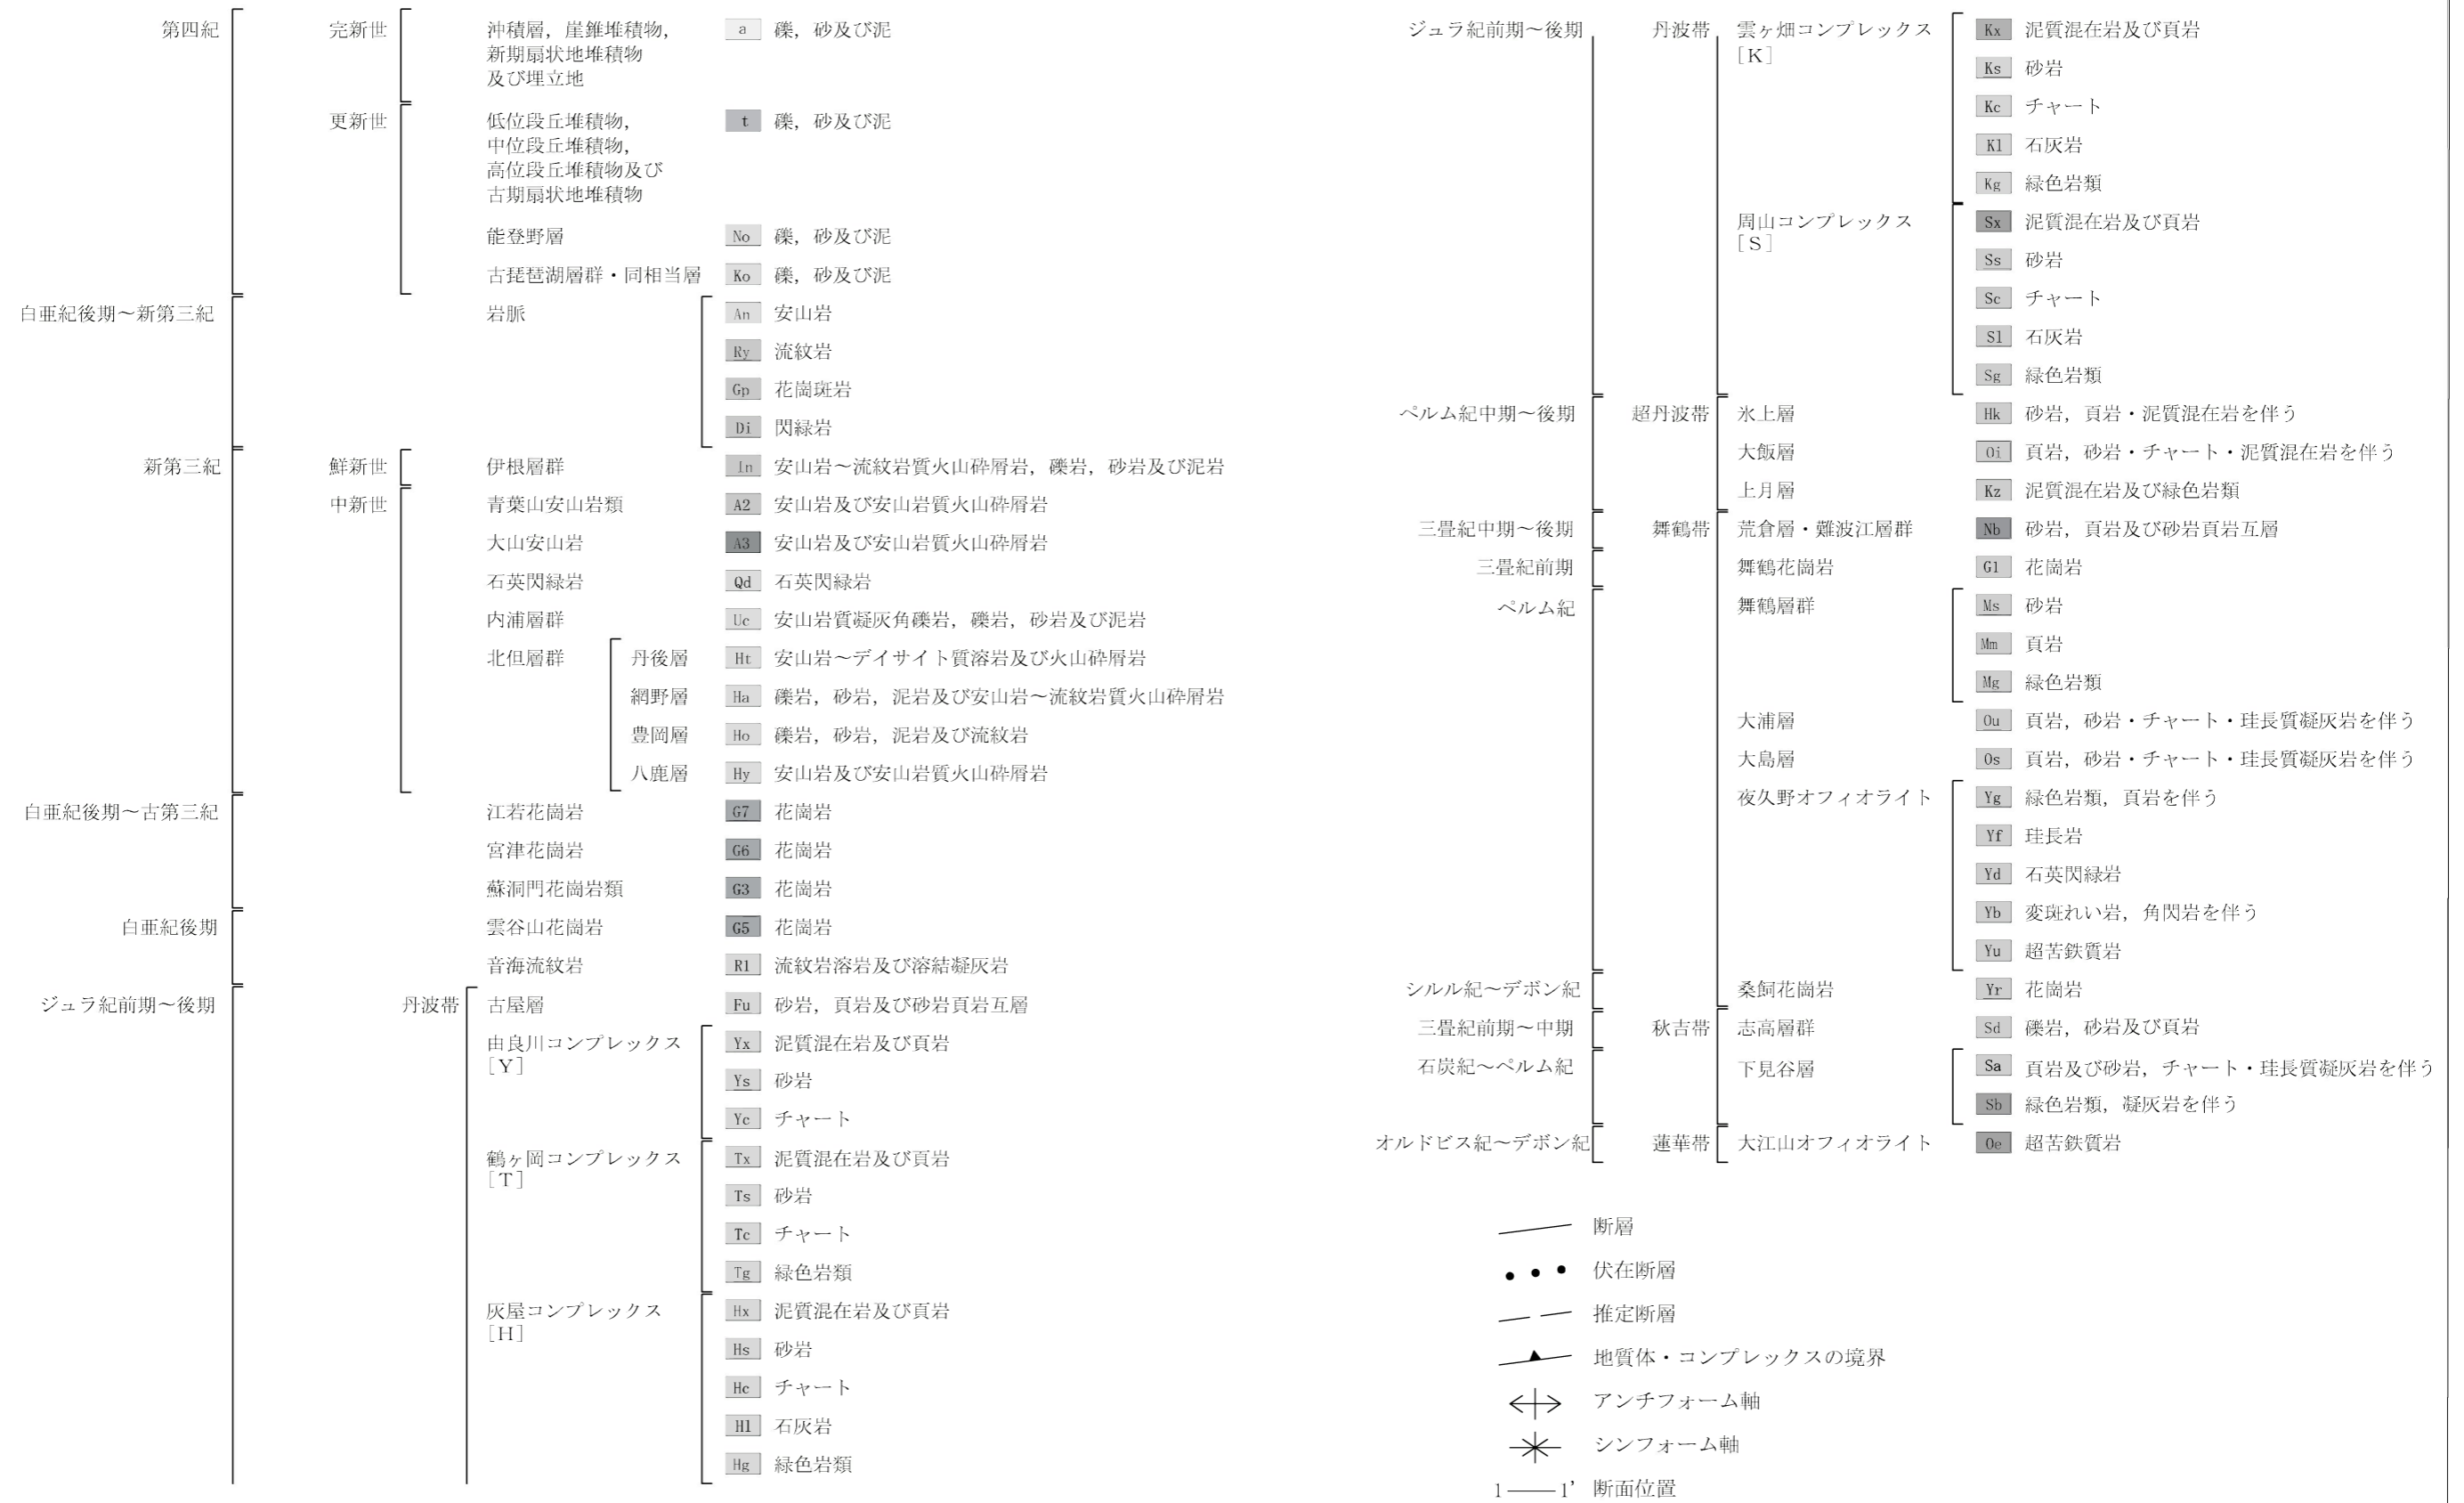 第四紀 完新世 沖積層，崖錐堆積物， a 礫，砂及び泥
新期扇状地堆積物
及び埋立地
更新世 低位段丘堆積物， t 礫，砂及び泥
中位段丘堆積物，
高位段丘堆積物及び
古期扇状地堆積物
能登野層 No 礫，砂及び泥
古琵琶湖層群・同相当層 Ko 礫，砂及び泥
白亜紀後期～新第三紀 岩脈 An 安山岩
Ry 流紋岩
Gp 花崗斑岩
Di 閃緑岩
新第三紀 鮮新世 伊根層群 In 安山岩～流紋岩質火山砕屑岩，礫岩，砂岩及び泥岩
中新世 青葉山安山岩類 A2 安山岩及び安山岩質火山砕屑岩
大山安山岩 A3 安山岩及び安山岩質火山砕屑岩
石英閃緑岩 Qd 石英閃緑岩
内浦層群 Uc 安山岩質凝灰角礫岩，礫岩，砂岩及び泥岩
北但層群 丹後層 Ht 安山岩～デイサイト質溶岩及び火山砕屑岩
網野層 Ha 礫岩，砂岩，泥岩及び安山岩～流紋岩質火山砕屑岩
豊岡層 Ho 礫岩，砂岩，泥岩及び流紋岩
八鹿層 Hy 安山岩及び安山岩質火山砕屑岩
白亜紀後期～古第三紀 江若花崗岩 G7 花崗岩
宮津花崗岩 G6 花崗岩
蘇洞門花崗岩類 G3 花崗岩
白亜紀後期 雲谷山花崗岩 G5 花崗岩
音海流紋岩 R1 流紋岩溶岩及び溶結凝灰岩
ジュラ紀前期～後期 丹波帯 古屋層 Fu 砂岩，頁岩及び砂岩頁岩互層
由良川コンプレックス Yx 泥質混在岩及び頁岩
［Y］
Ys 砂岩
Yc チャート
鶴ヶ岡コンプレックス Tx 泥質混在岩及び頁岩
［T］
Ts 砂岩
Tc チャート
Tg 緑色岩類
灰屋コンプレックス Hx 泥質混在岩及び頁岩
［H］
Hs 砂岩
Hc チャート
Hl 石灰岩
Hg 緑色岩類
ジュラ紀前期～後期 丹波帯 雲ヶ畑コンプレックス Kx 泥質混在岩及び頁岩
［K］
Ks 砂岩
Kc チャート
Kl 石灰岩
Kg 緑色岩類
周山コンプレックス Sx 泥質混在岩及び頁岩
［S］
Ss 砂岩
Sc チャート
Sl 石灰岩
Sg 緑色岩類
ペルム紀中期～後期 超丹波帯 氷上層 Hk 砂岩，頁岩・泥質混在岩を伴う
大飯層 Oi 頁岩，砂岩・チャート・泥質混在岩を伴う
上月層 Kz 泥質混在岩及び緑色岩類
三畳紀中期～後期 舞鶴帯 荒倉層・難波江層群 Nb 砂岩，頁岩及び砂岩頁岩互層
三畳紀前期 舞鶴花崗岩 G1 花崗岩
ペルム紀 舞鶴層群 Ms 砂岩
Mm 頁岩
Mg 緑色岩類
大浦層 Ou 頁岩，砂岩・チャート・珪長質凝灰岩を伴う
大島層 Os 頁岩，砂岩・チャート・珪長質凝灰岩を伴う
夜久野オフィオライト Yg 緑色岩類，頁岩を伴う
Yf 珪長岩
Yd 石英閃緑岩
Yb 変斑れい岩，角閃岩を伴う
Yu 超苦鉄質岩
シルル紀～デボン紀 桑飼花崗岩 Yr 花崗岩
三畳紀前期～中期 秋吉帯 志高層群 Sd 礫岩，砂岩及び頁岩
石炭紀～ペルム紀 下見谷層 Sa 頁岩及び砂岩，チャート・珪長質凝灰岩を伴う
Sb 緑色岩類，凝灰岩を伴う
オルドビス紀～デボン紀 蓮華帯 大江山オフィオライト Oe 超苦鉄質岩
断層
伏在断層
推定断層
地質体・コンプレックスの境界
アンチフォーム軸
シンフォーム軸
1 1' 断面位置